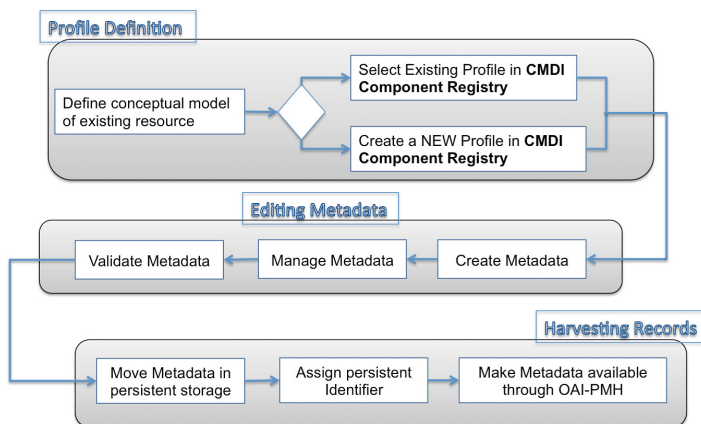 Profile Definition
Define conceptual model
of existing resource
Select Existing Profile in CMDI
Component Registry
Create a NEW Profile in CMDI
Component Registry
Editing Metadata
Validate Metadata
Manage Metadata
Create Metadata
Harvesting Records
Move Metadata in
persistent storage
Assign persistent
Identifier
Make Metadata available
through OAI-PMH